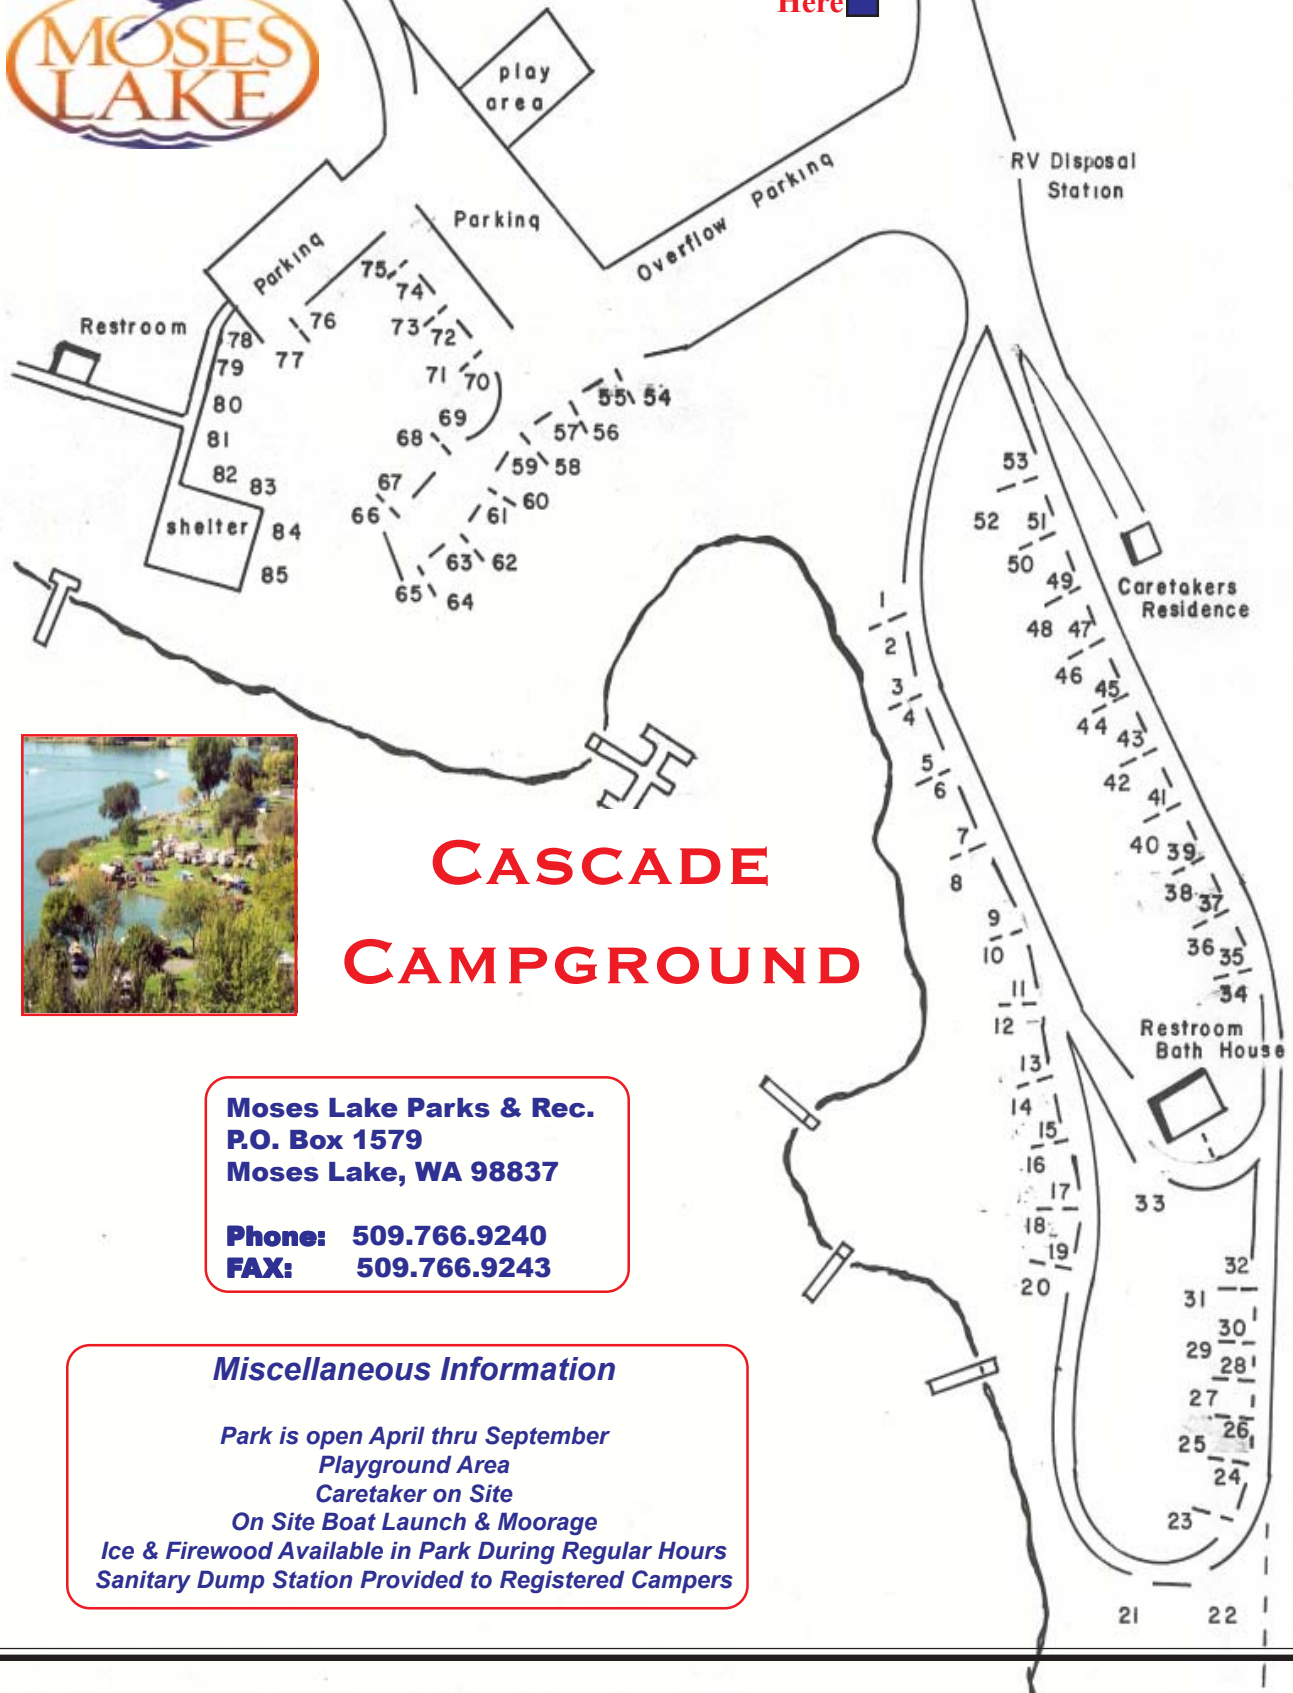 Here
MOSES
LAKE
play
area
RV Disposal
Station
Parking
Parking
Overflow Parking
Restroom
75
74
73
72
71
70
69
68
67
66
65
64
63
62
61
60
59
58
57
56
55
54
76
77
78
79
80
81
82
83
84
85
shelter
53
52
51
50
49
48
47
46
45
44
43
42
41
40
39
38
37
36
35
34
Caretakers
Residence
1
2
3
4
5
6
7
8
9
10
11
12
13
14
15
16
17
18
19
20
Restroom
Bath House
33
32
31
30
29
28
27
26
25
24
23
22
21
CASCADE
CAMPGROUND
Moses Lake Parks & Rec.
P.O. Box 1579
Moses Lake, WA 98837
Phone: 509.766.9240
FAX: 509.766.9243
Miscellaneous Information
Park is open April thru September
Playground Area
Caretaker on Site
On Site Boat Launch & Moorage
Ice & Firewood Available in Park During Regular Hours
Sanitary Dump Station Provided to Registered Campers